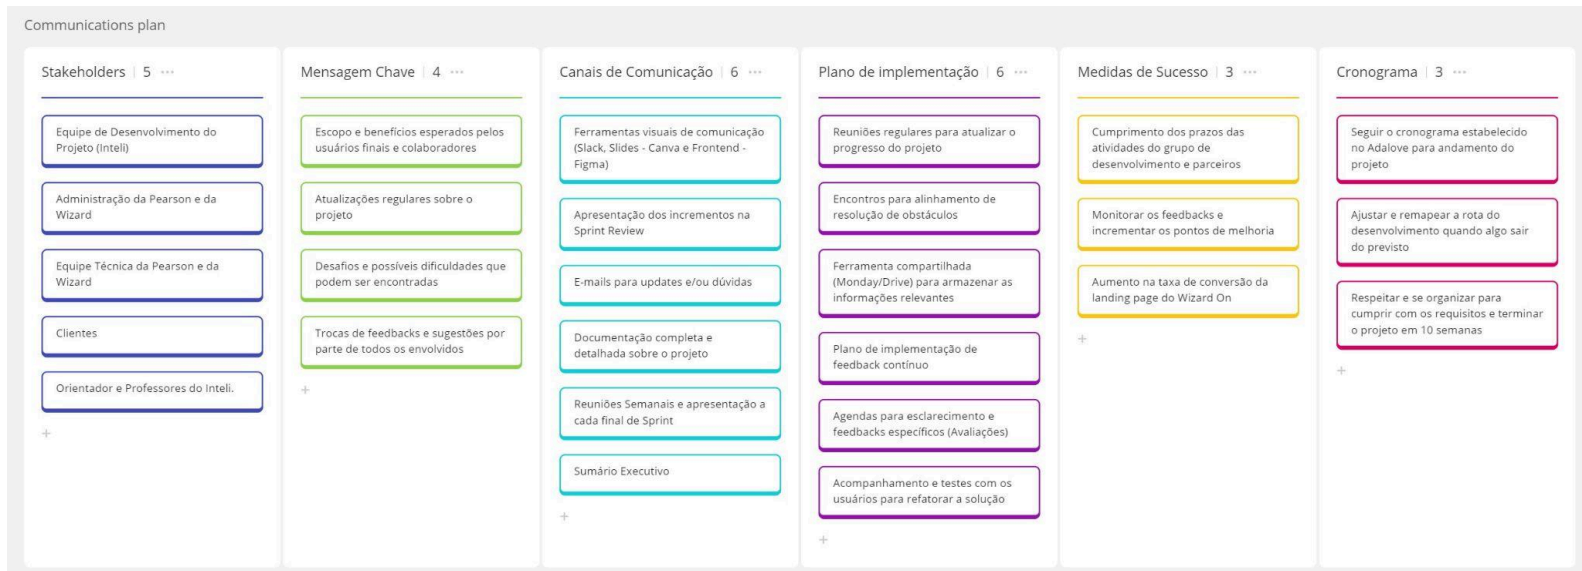 Communications plan
Stakeholders | 5 ...
Equipe de Desenvolvimento do
Projeto (Inteli)
Administração da Pearson e da
Wizard
Equipe Técnica da Pearson e da
Wizard
Clientes
Orientador e Professores do Inteli.
+
Mensagem Chave | 4 ...
Escopo e benefícios esperados pelos
usuários finais e colaboradores
Atualizações regulares sobre o
projeto
Desafios e possíveis dificuldades que
podem ser encontradas
Trocas de feedbacks e sugestões por
parte de todos os envolvidos
+
Canais de Comunicação | 6 ...
Ferramentas visuais de comunicação
(Slack, Slides - Canva e Frontend -
Figma)
Apresentação dos incrementos na
Sprint Review
E-mails para updates e/ou dúvidas
Documentação completa e
detalhada sobre o projeto
Reuniões Semanais e apresentação a
cada final de Sprint
Sumário Executivo
+
Plano de implementação | 6 ...
Reuniões regulares para atualizar o
progresso do projeto
Encontros para alinhamento de
resolução de obstáculos
Ferramenta compartilhada
(Monday/Drive) para armazenar as
informações relevantes
Plano de implementação de
feedback contínuo
Agendas para esclarecimento e
feedbacks específicos (Avaliações)
Acompanhamento e testes com os
usuários para refatorar a solução
+
Medidas de Sucesso | 3 ...
Cumprimento dos prazos das
atividades do grupo de
desenvolvimento e parceiros
Monitorar os feedbacks e
incrementar os pontos de melhoria
Aumento na taxa de conversão da
landing page do Wizard On
+
Cronograma | 3 ...
Seguir o cronograma estabelecido
no Adalove para andamento do
projeto
Ajustar e remapear a rota do
desenvolvimento quando algo sair
do previsto
Respeitar e se organizar para
cumprir com os requisitos e terminar
o projeto em 10 semanas
+